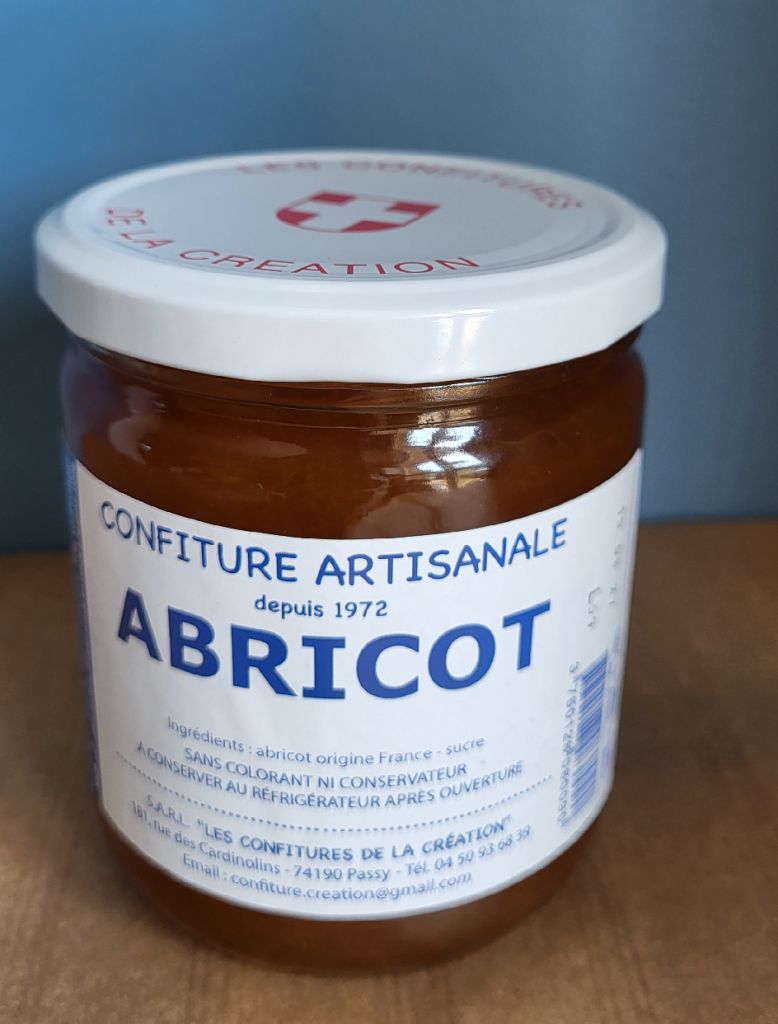 LES CONFITURES
DE LA CREATION
CONFITURE ARTISANALE
depuis 1972
ABRICOT
Ingrédients : abricot origine France - sucre
SANS COLORANT NI CONSERVATEUR
A CONSERVER AU RÉFRIGÉRATEUR APRÈS OUVERTURE
S.A.R.L. "LES CONFITURES DE LA CRÉATION"
181, rue des Cardinolins - 74190 Passy - Tél. 04 50 93 68 39
Email : confiture.creation@gmail.com